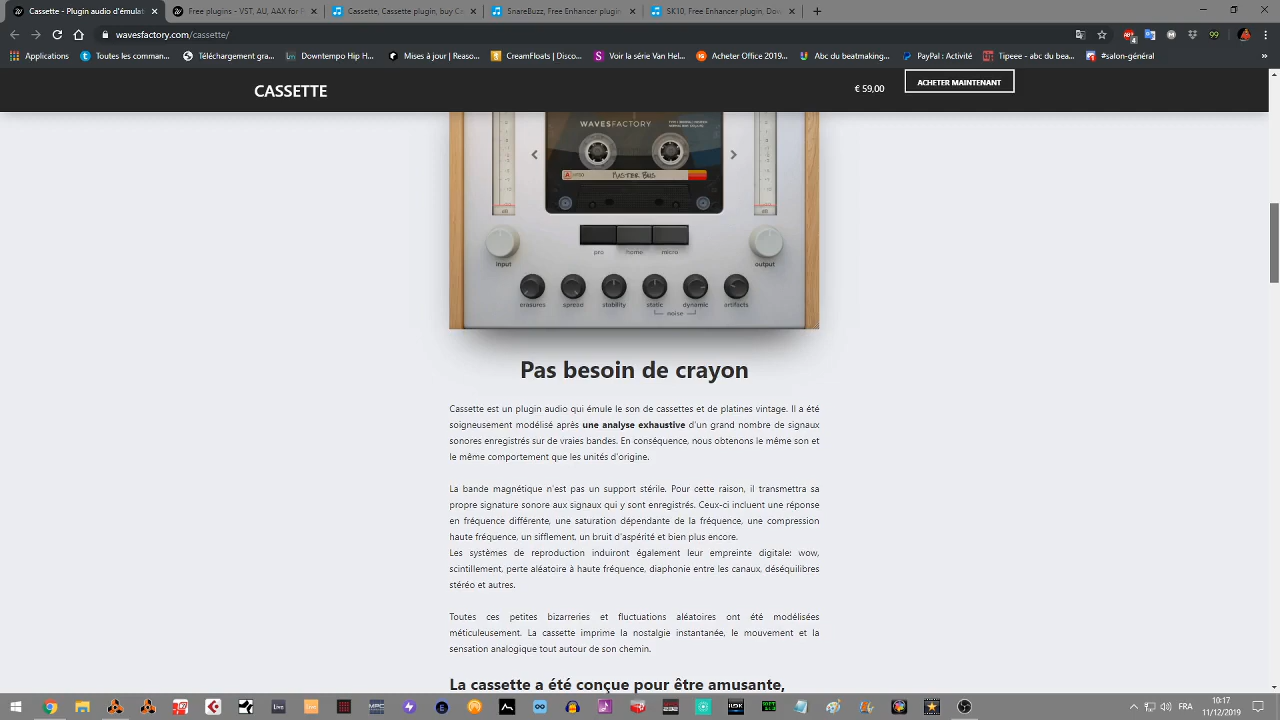 Cassette - Plugin audio d'émulat
Free plugins - VST, AU, AAX for
Cassette, Cassette plugin, buy Ca
SnareBuzz, Free Enhancer plugin
SK10, Free Enhancer plugin, Dow
wavesfactory.com/cassette/
99
Applications
Toutes les comman...
Téléchargement gra...
Downtempo Hip H...
Mises à jour | Reaso...
CreamFloats | Disco...
Voir la série Van Hel...
Acheter Office 2019...
Abc du beatmaking...
PayPal : Activité
Tipeee - abc du bea...
#salon-général
»
CASSETTE
€ 59,00
ACHETER MAINTENANT
WAVESFACTORY
A
MASTER BUS
dB
dB
pro
home
micro
input
output
erasures
spread
stability
static
dynamic
artifacts
noise
Pas besoin de crayon
Cassette est un plugin audio qui émule le son de cassettes et de platines vintage. Il a été
soigneusement modélisé après une analyse exhaustive d'un grand nombre de signaux
sonores enregistrés sur de vraies bandes. En conséquence, nous obtenons le même son et
le même comportement que les unités d'origine.
La bande magnétique n'est pas un support stérile. Pour cette raison, il transmettra sa
propre signature sonore aux signaux qui y sont enregistrés. Ceux-ci incluent une réponse
en fréquence différente, une saturation dépendante de la fréquence, une compression
haute fréquence, un sifflement, un bruit d'aspérité et bien plus encore.
Les systèmes de reproduction induiront également leur empreinte digitale: wow,
scintillement, perte aléatoire à haute fréquence, diaphonie entre les canaux, déséquilibres
stéréo et autres.
Toutes ces petites bizarreries et fluctuations aléatoires ont été modélisées
méticuleusement. La cassette imprime la nostalgie instantanée, le mouvement et la
sensation analogique tout autour de son chemin.
La cassette a été conçue pour être amusante,
Live
live
MPC
FRA
10:17
11/12/2019